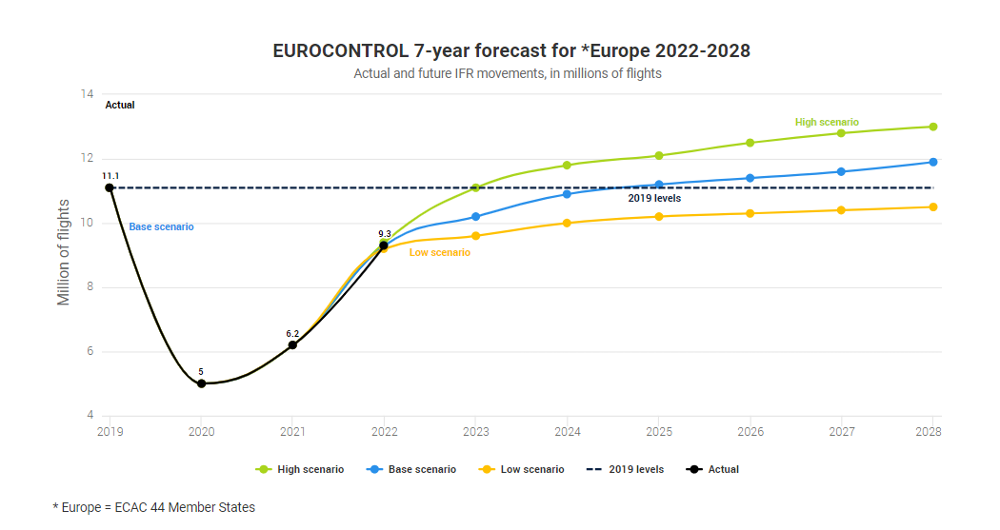 EUROCONTROL 7-year forecast for *Europe 2022-2028
Actual and future IFR movements, in millions of flights
Million of flights
14
12
10
8
6
4
Actual
11.1
Base scenario
5
6.2
9.3
Low scenario
2019 levels
High scenario
2019 2020 2021 2022 2023 2024 2025 2026 2027 2028
High scenario Base scenario Low scenario 2019 levels Actual
* Europe = ECAC 44 Member States